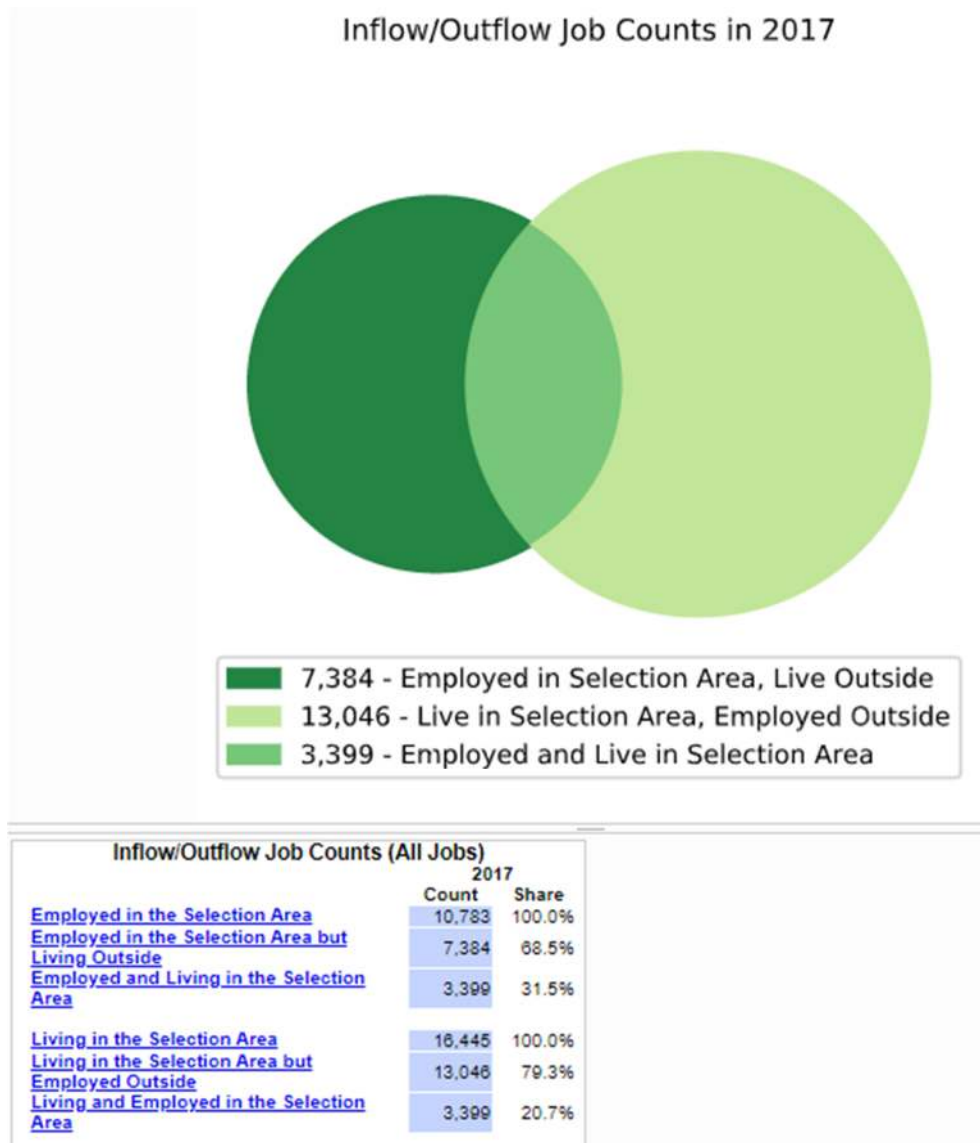 Inflow/Outflow Job Counts in 2017
7,384 - Employed in Selection Area, Live Outside
13,046 - Live in Selection Area, Employed Outside
3,399 - Employed and Live in Selection Area
Inflow/Outflow Job Counts (All Jobs)
2017
Count Share
Employed in the Selection Area 10,783 100.0%
Employed in the Selection Area but
Living Outside 7,384 68.5%
Employed and Living in the Selection
Area 3,399 31.5%
Living in the Selection Area 16,445 100.0%
Living in the Selection Area but
Employed Outside 13,046 79.3%
Living and Employed in the Selection
Area 3,399 20.7%